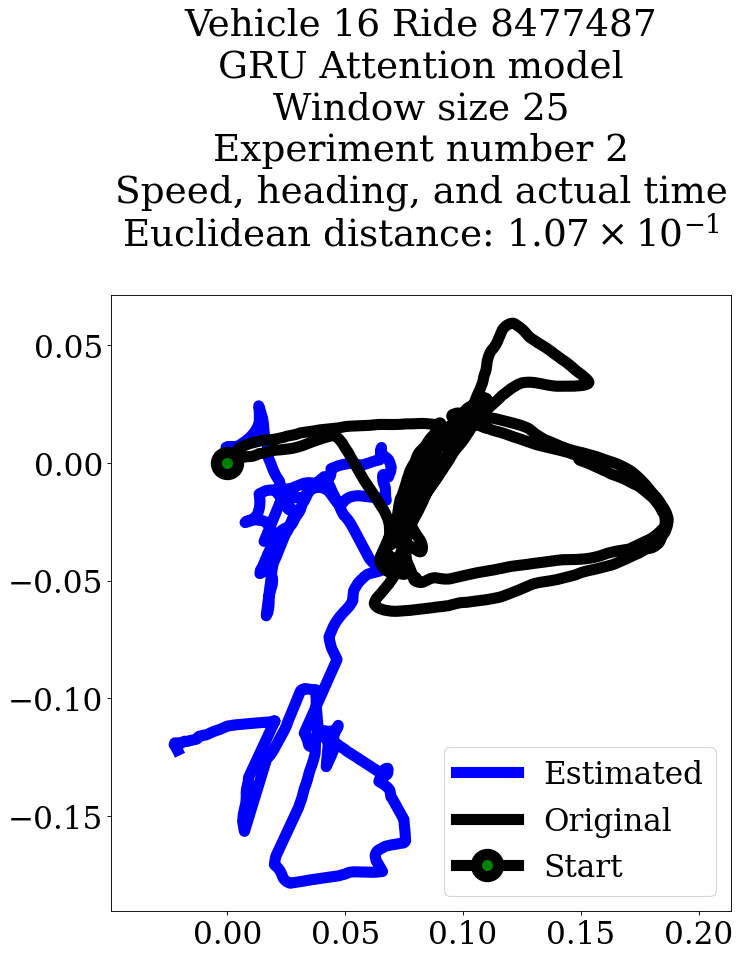 Vehicle 16 Ride 8477487
GRU Attention model
Window size 25
Experiment number 2
Speed, heading, and actual time
Euclidean distance: 1.07 × 10⁻¹
0.05
0.00
−0.05
−0.10
−0.15
Estimated
Original
Start
0.00 0.05 0.10 0.15 0.20